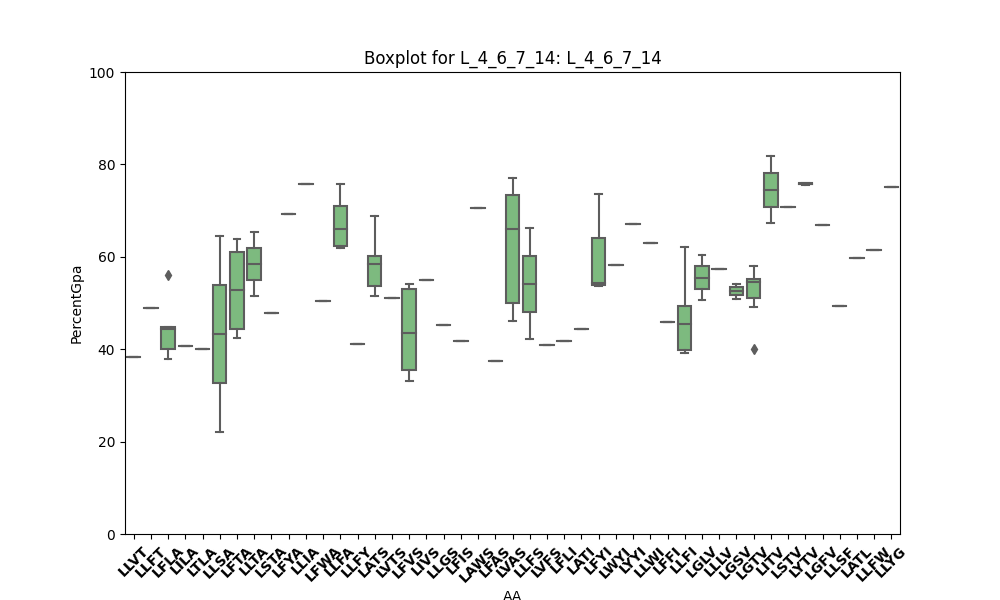 Boxplot for L_4_6_7_14: L_4_6_7_14
100
80
60
40
20
0
PercentGpa
LLVT LLFT LFLA LILA LTLA LLSA LFTA LLTA LSTA LFYA LLIA LFWA LLFA LLFY LATS LVTS LFVS LIVS LLGS LFIS LAWS LFAS LVAS LLFS LVFS LFLI LATI LFYI LWYI LYYI LLWI LFFI LLFI LGLV LLLV LGSV LGTV LITV LSTV LYTV LGFV LLSF LATL LLFW LLYG
AA